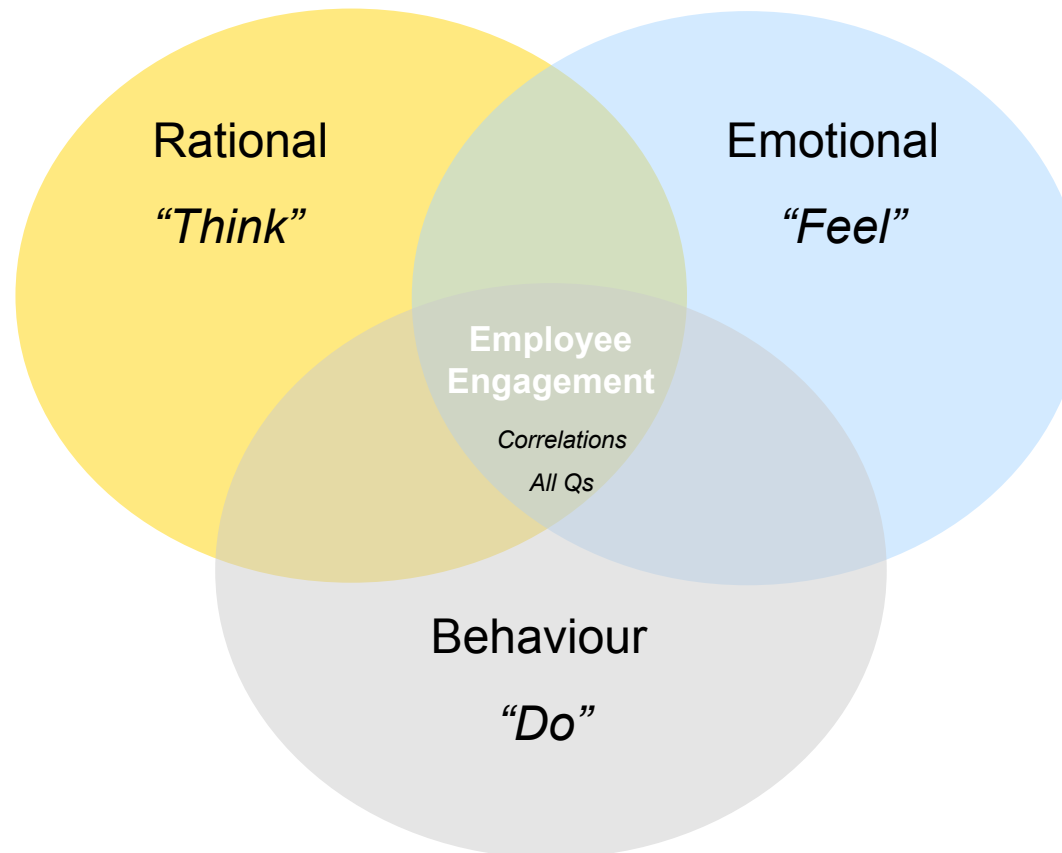 Rational
“Think”
Emotional
“Feel”
Employee
Engagement
Correlations
All Qs
Behaviour
“Do”